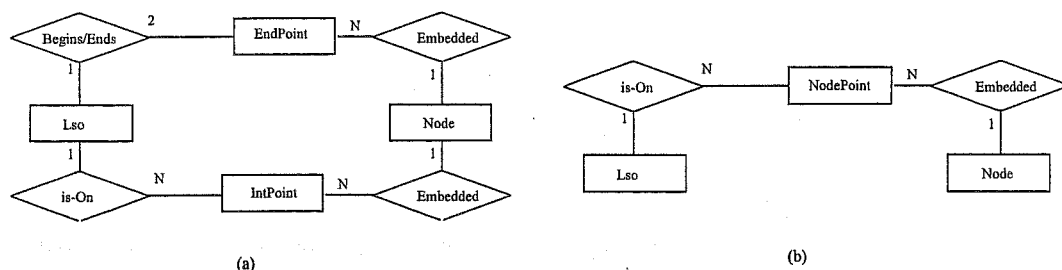 2
N
Begins/Ends
EndPoint
Embedded
1
1
Lso
Node
1
1
is-On
N
IntPoint
N
Embedded
(a)
N
N
is-On
NodePoint
Embedded
1
1
Lso
Node
(b)